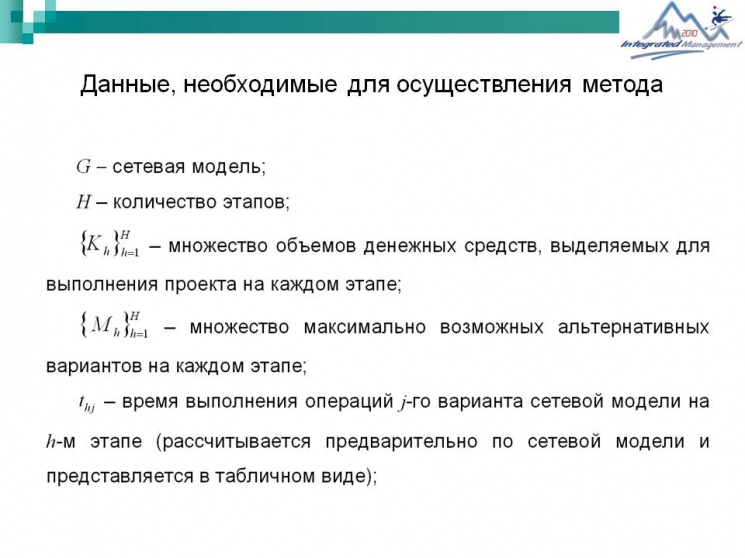 2010
Integrated Management
Данные, необходимые для осуществления метода
G – сетевая модель;
H – количество этапов;
{K_h}_{h=1}^{H} – множество объемов денежных средств, выделяемых для
выполнения проекта на каждом этапе;
{M_h}_{h=1}^{H} – множество максимально возможных альтернативных
вариантов на каждом этапе;
t_{hj} – время выполнения операций j-го варианта сетевой модели на
h-м этапе (рассчитывается предварительно по сетевой модели и
представляется в табличном виде);